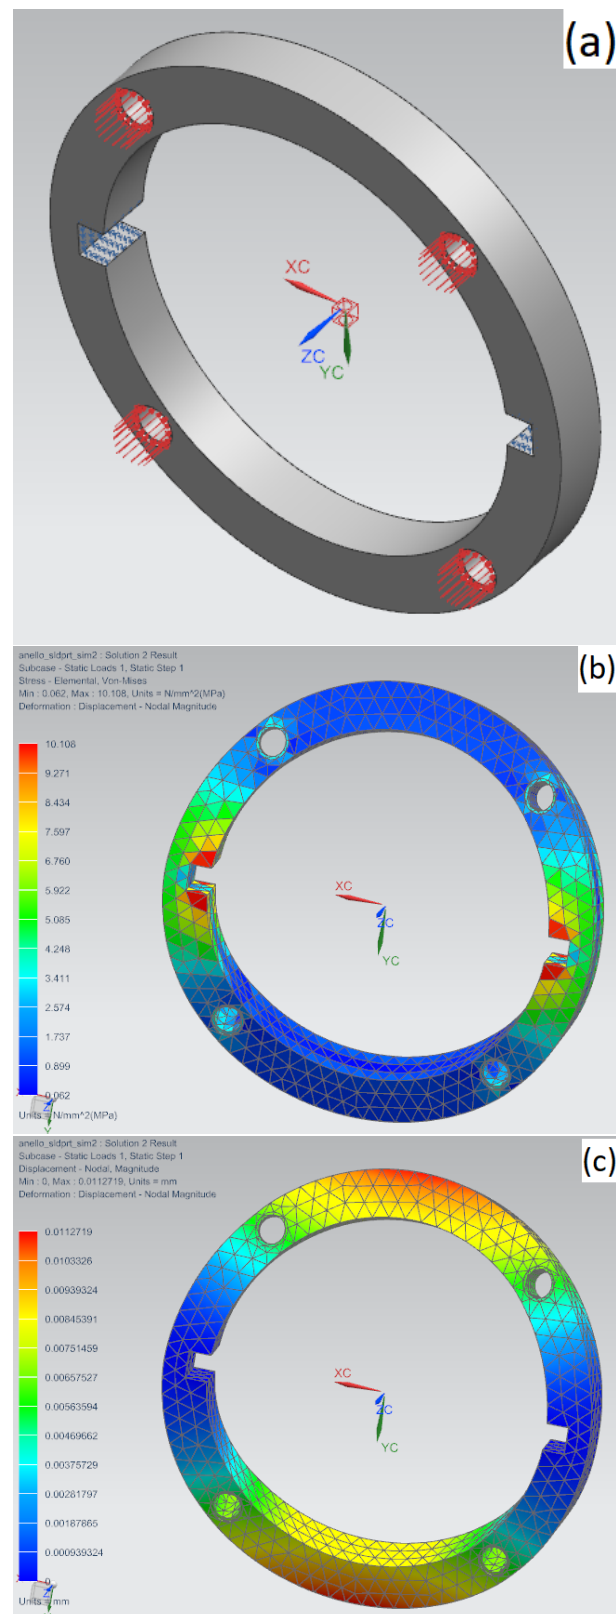 (a)
XC
ZC
YC
anello_sldprt_sim2 : Solution 2 Result
Subcase - Static Loads 1, Static Step 1
Stress - Elemental, Von-Mises
Min : 0.062, Max : 10.108, Units = N/mm^2(MPa)
Deformation : Displacement - Nodal Magnitude
(b)
10.108
9.271
8.434
7.597
6.760
5.922
5.085
4.248
3.411
2.574
1.737
0.899
0.062
XC
ZC
YC
Units = N/mm^2(MPa)
anello_sldprt_sim2 : Solution 2 Result
Subcase - Static Loads 1, Static Step 1
Displacement - Nodal, Magnitude
Min : 0, Max : 0.0112719, Units = mm
Deformation : Displacement - Nodal Magnitude
(c)
0.0112719
0.0103326
0.00939324
0.00845391
0.00751459
0.00657527
0.00563594
0.00469662
0.00375729
0.00281797
0.00187865
0.000939324
0
XC
ZC
YC
Units = mm